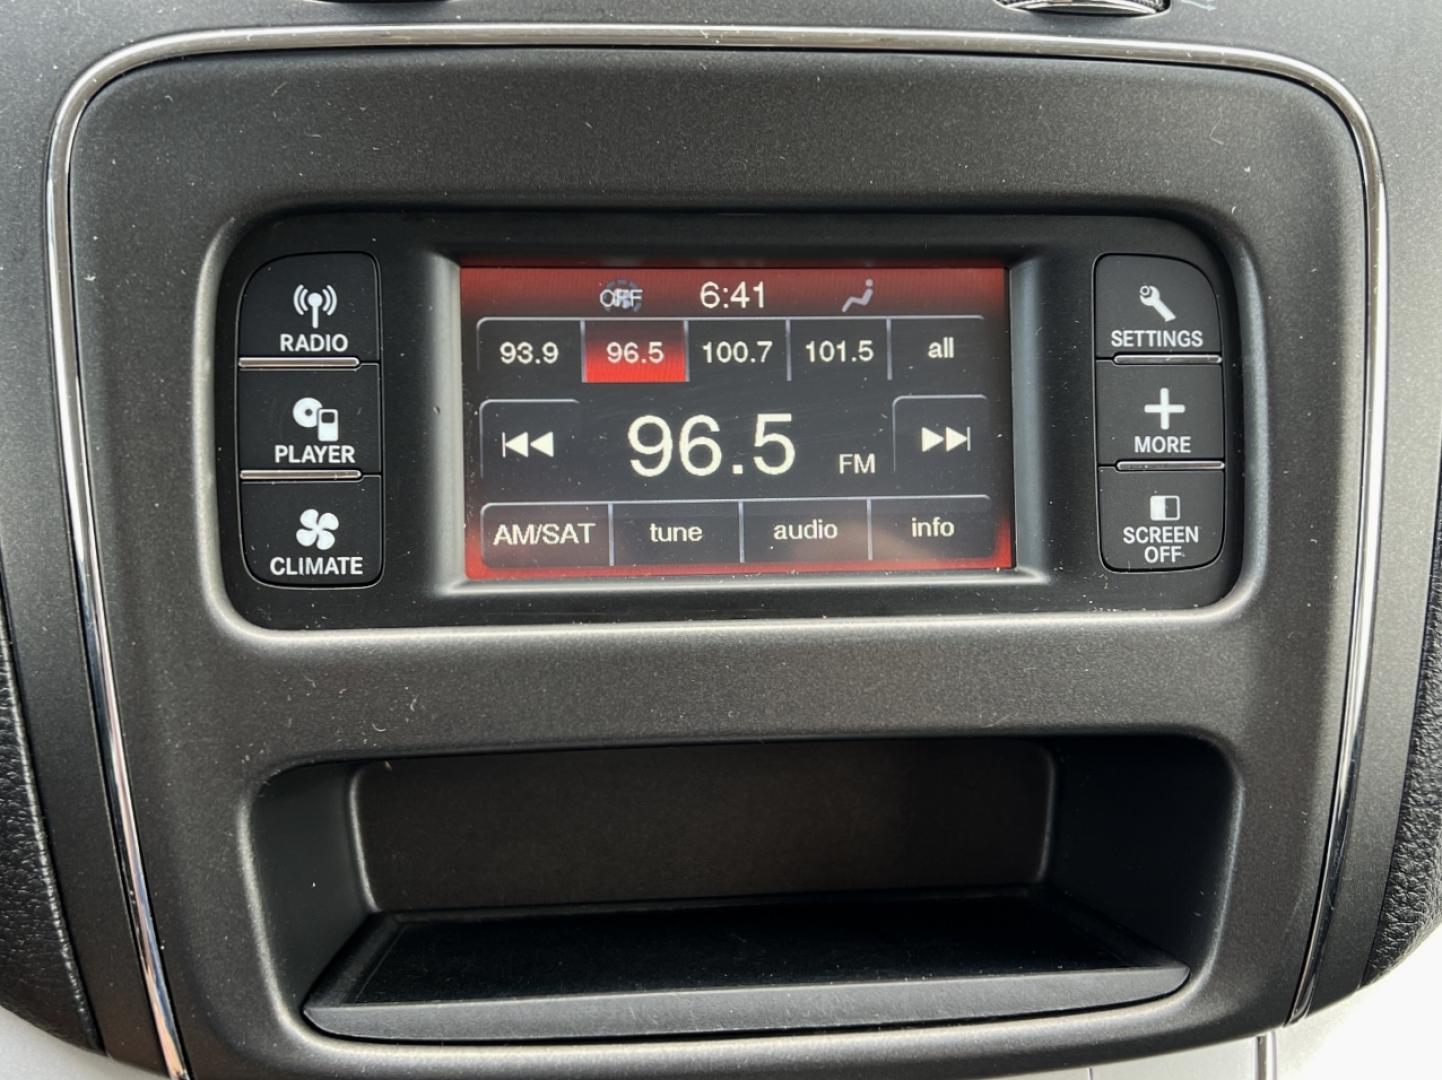 OFF 6:41
93.9 96.5 100.7 101.5 all
96.5 FM
AM/SAT tune audio info
RADIO
PLAYER
CLIMATE
SETTINGS
MORE
SCREEN
OFF